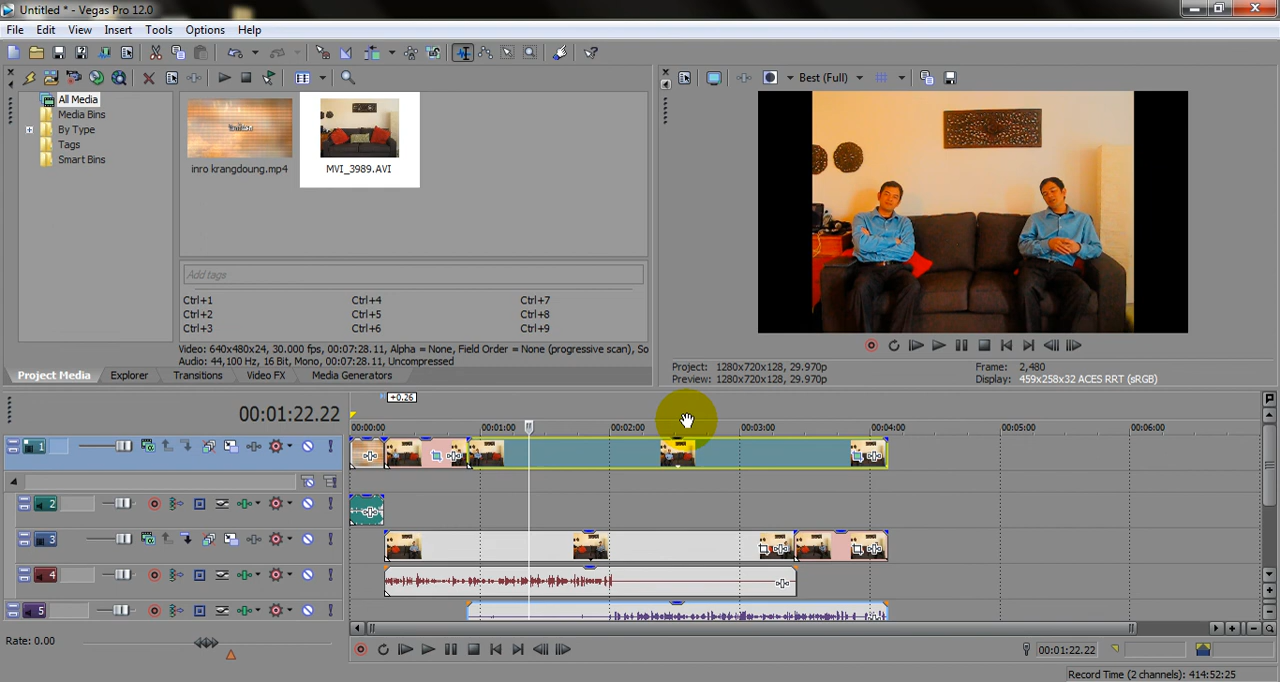 Untitled * - Vegas Pro 12.0
File Edit View Insert Tools Options Help
All Media
Media Bins
By Type
Tags
Smart Bins
inro krangdoung.mp4
MVI_3989.AVI
Add tags
Ctrl+1 Ctrl+4 Ctrl+7
Ctrl+2 Ctrl+5 Ctrl+8
Ctrl+3 Ctrl+6 Ctrl+9
Video: 640x480x24, 30.000 fps, 00:07:28.11, Alpha = None, Field Order = None (progressive scan), So
Audio: 44,100 Hz, 16 Bit, Mono, 00:07:28.11, Uncompressed
Project Media Explorer Transitions Video FX Media Generators
Best (Full)
Project: 1280x720x128, 29.970p
Preview: 1280x720x128, 29.970p
Frame: 2,480
Display: 459x258x32 ACES RRT (sRGB)
00:01:22.22
+0.26
00:00:00 00:01:00 00:02:00 00:03:00 00:04:00 00:05:00 00:06:00
1
2
3
4
5
Rate: 0.00
00:01:22.22
Record Time (2 channels): 414:52:25